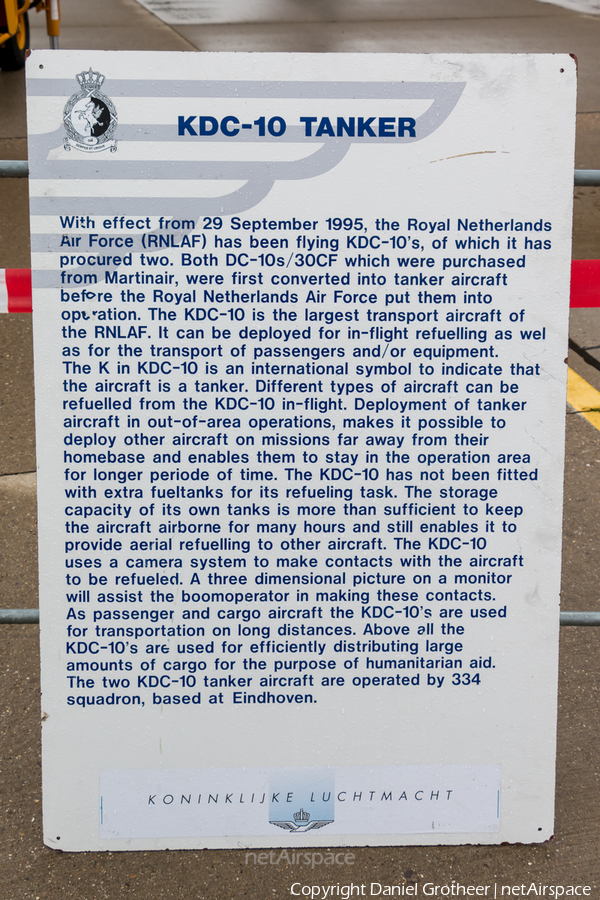 KDC-10 TANKER
With effect from 29 September 1995, the Royal Netherlands
Air Force (RNLAF) has been flying KDC-10's, of which it has
procured two. Both DC-10s/30CF which were purchased
from Martinair, were first converted into tanker aircraft
before the Royal Netherlands Air Force put them into
operation. The KDC-10 is the largest transport aircraft of
the RNLAF. It can be deployed for in-flight refuelling as wel
as for the transport of passengers and/or equipment.
The K in KDC-10 is an international symbol to indicate that
the aircraft is a tanker. Different types of aircraft can be
refuelled from the KDC-10 in-flight. Deployment of tanker
aircraft in out-of-area operations, makes it possible to
deploy other aircraft on missions far away from their
homebase and enables them to stay in the operation area
for longer periode of time. The KDC-10 has not been fitted
with extra fueltanks for its refueling task. The storage
capacity of its own tanks is more than sufficient to keep
the aircraft airborne for many hours and still enables it to
provide aerial refuelling to other aircraft. The KDC-10
uses a camera system to make contacts with the aircraft
to be refueled. A three dimensional picture on a monitor
will assist the boomoperator in making these contacts.
As passenger and cargo aircraft the KDC-10's are used
for transportation on long distances. Above all the
KDC-10's are used for efficiently distributing large
amounts of cargo for the purpose of humanitarian aid.
The two KDC-10 tanker aircraft are operated by 334
squadron, based at Eindhoven.
KONINKLIJKE LUCHTMACHT
netAirspace
Copyright Daniel Grotheer | netAirspace